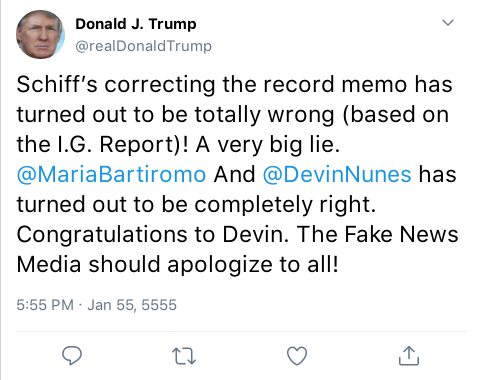 Donald J. Trump
@realDonaldTrump
Schiff's correcting the record memo has
turned out to be totally wrong (based on
the I.G. Report)! A very big lie.
@MariaBartiromo And @DevinNunes has
turned out to be completely right.
Congratulations to Devin. The Fake News
Media should apologize to all!
5:55 PM · Jan 55, 5555